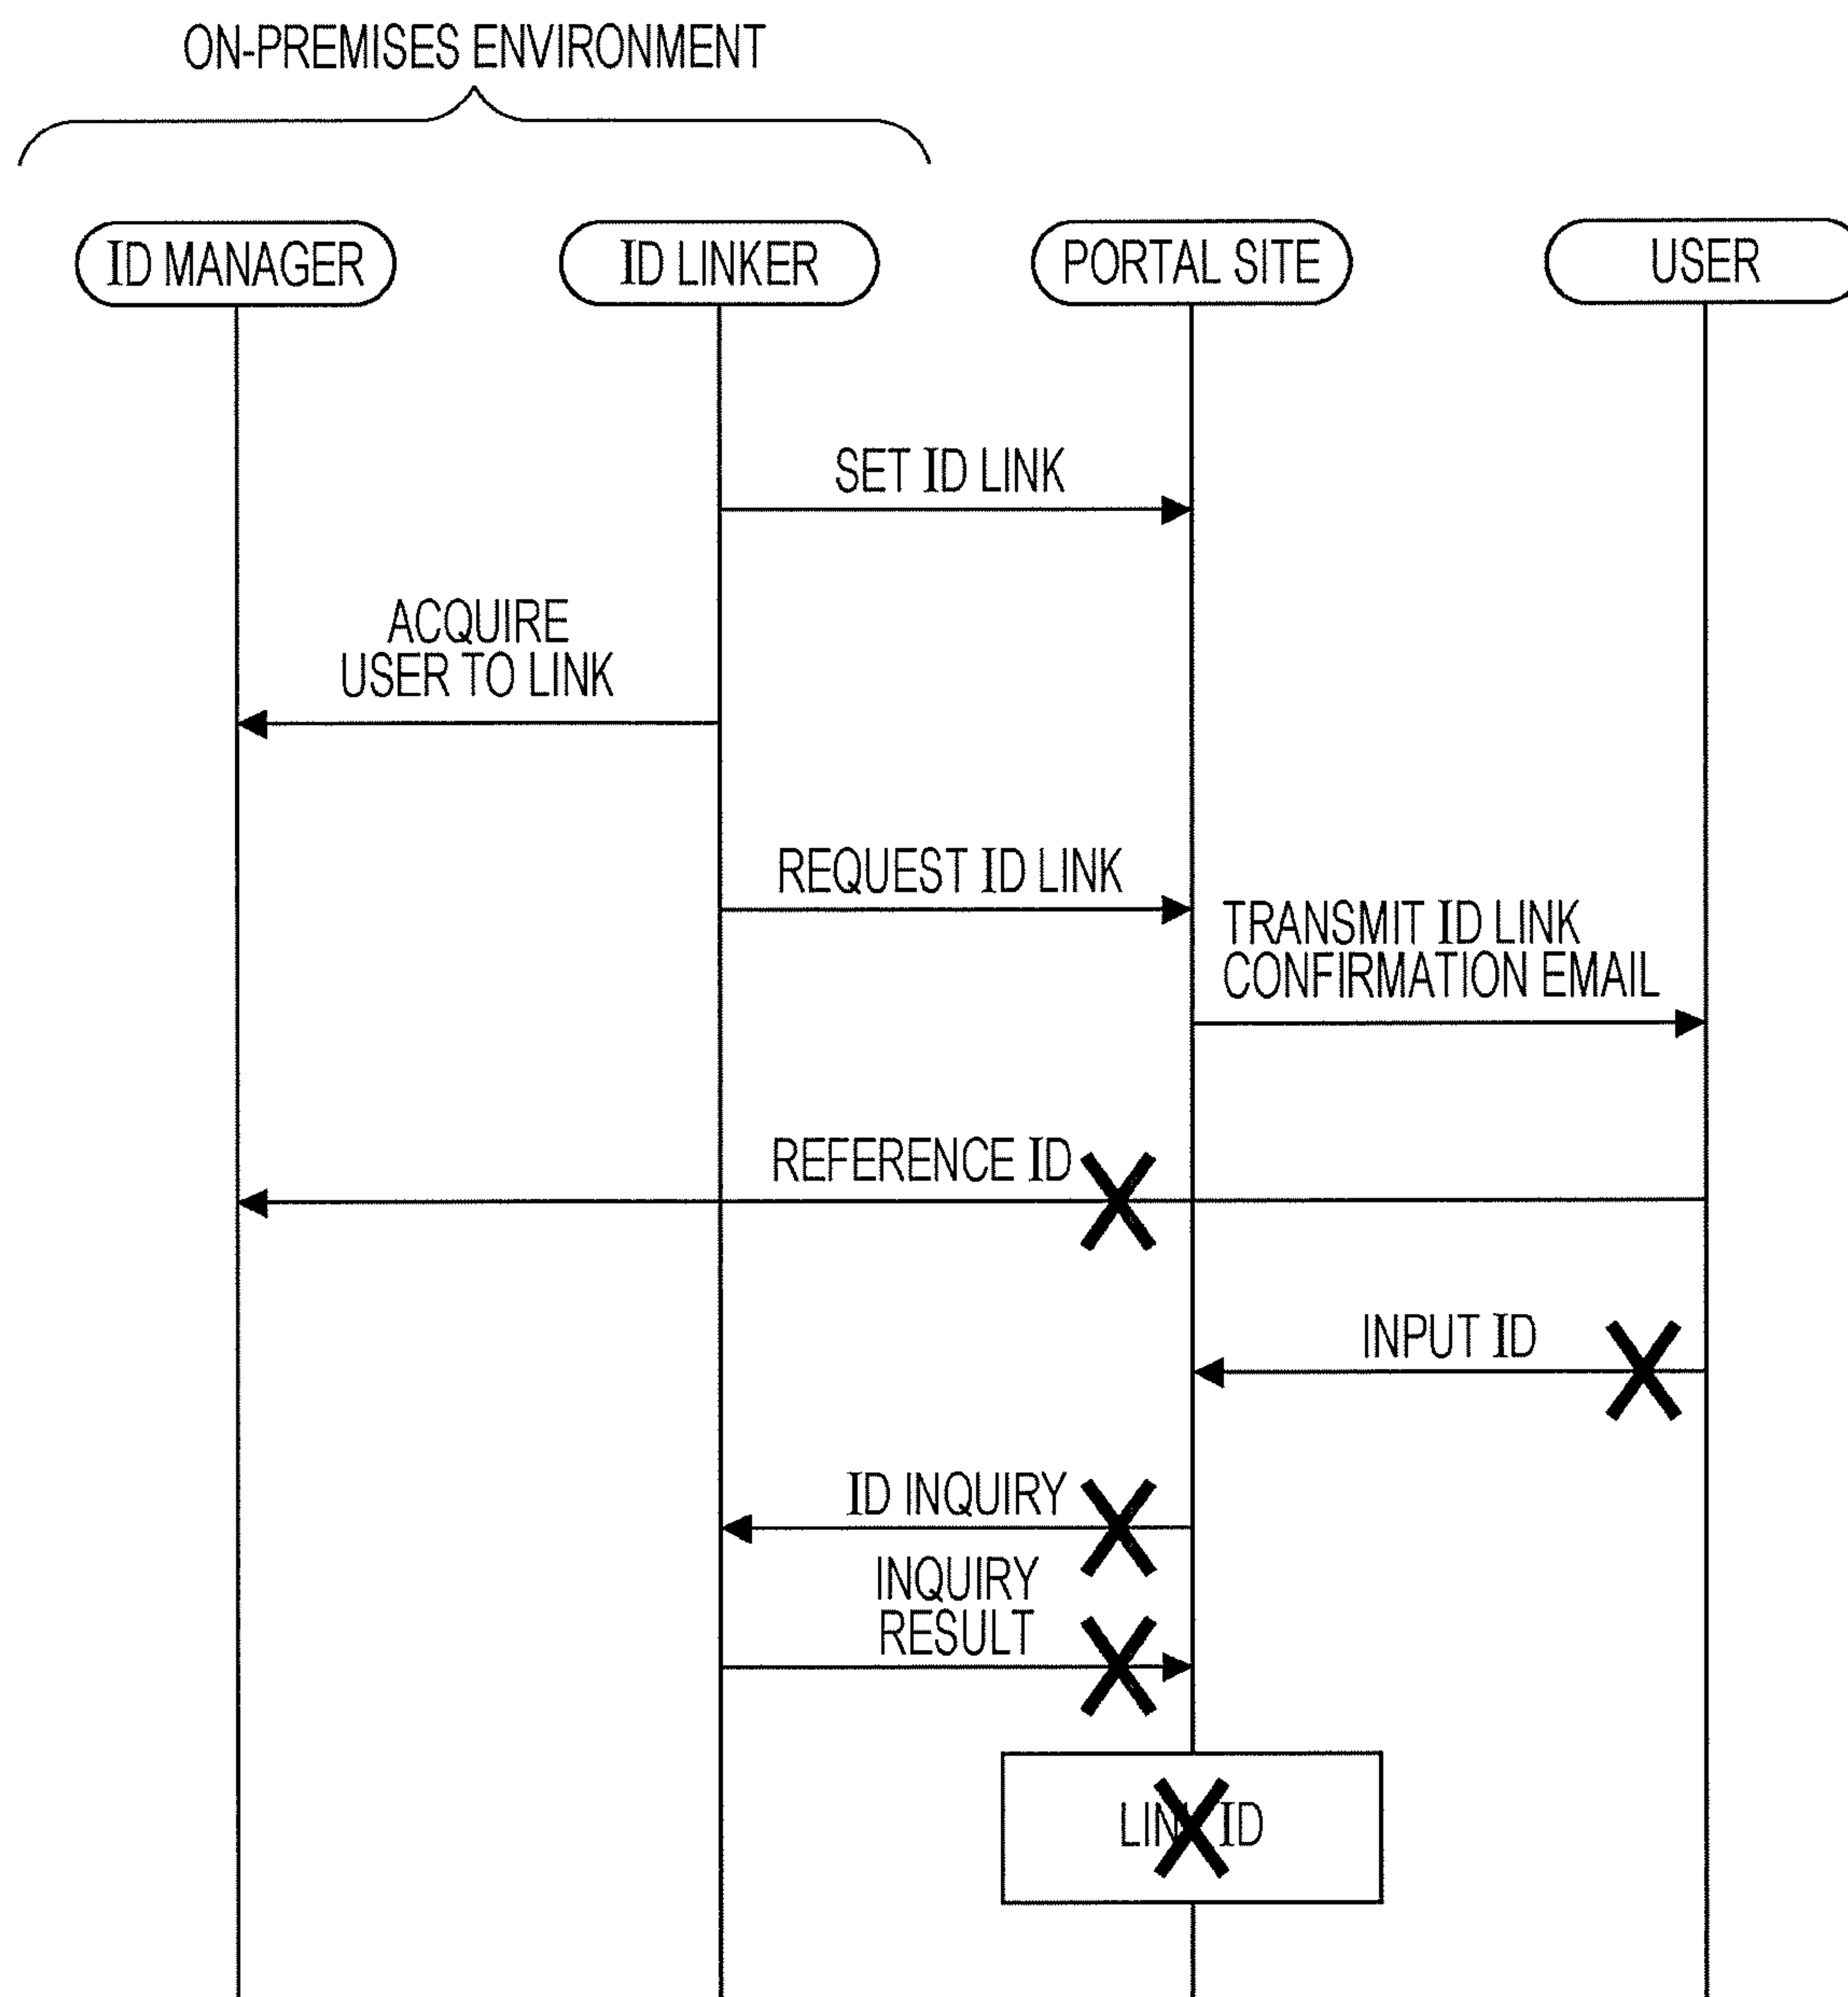 ON-PREMISES ENVIRONMENT
ID MANAGER
ID LINKER
PORTAL SITE
USER
SET ID LINK
ACQUIRE
USER TO LINK
REQUEST ID LINK
TRANSMIT ID LINK
CONFIRMATION EMAIL
REFERENCE ID
INPUT ID
ID INQUIRY
INQUIRY
RESULT
LINK ID